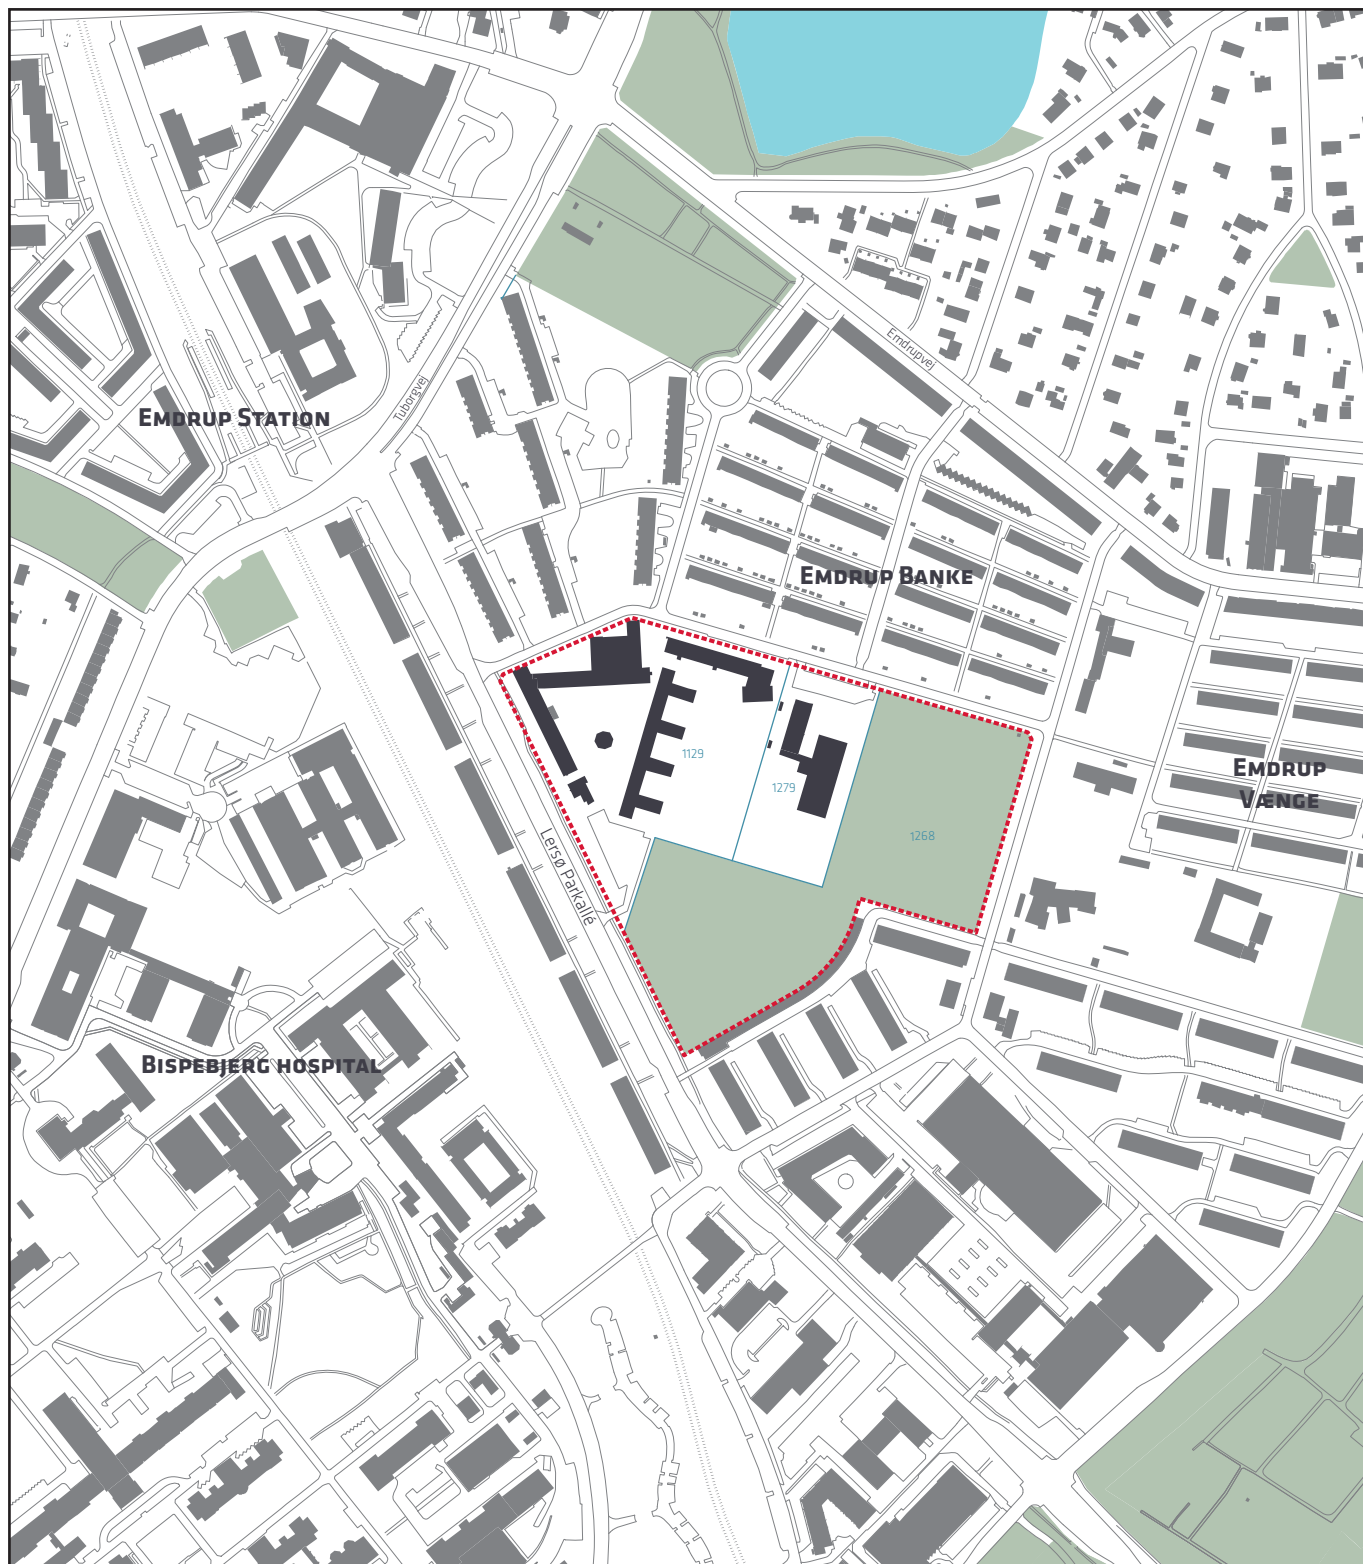 Emdrupvej
Tuborgvej
Emdrup Station
Emdrup Banke
1129
1279
Emdrup
Vænge
1268
Lersø Parkallé
Bispebjerg hospital